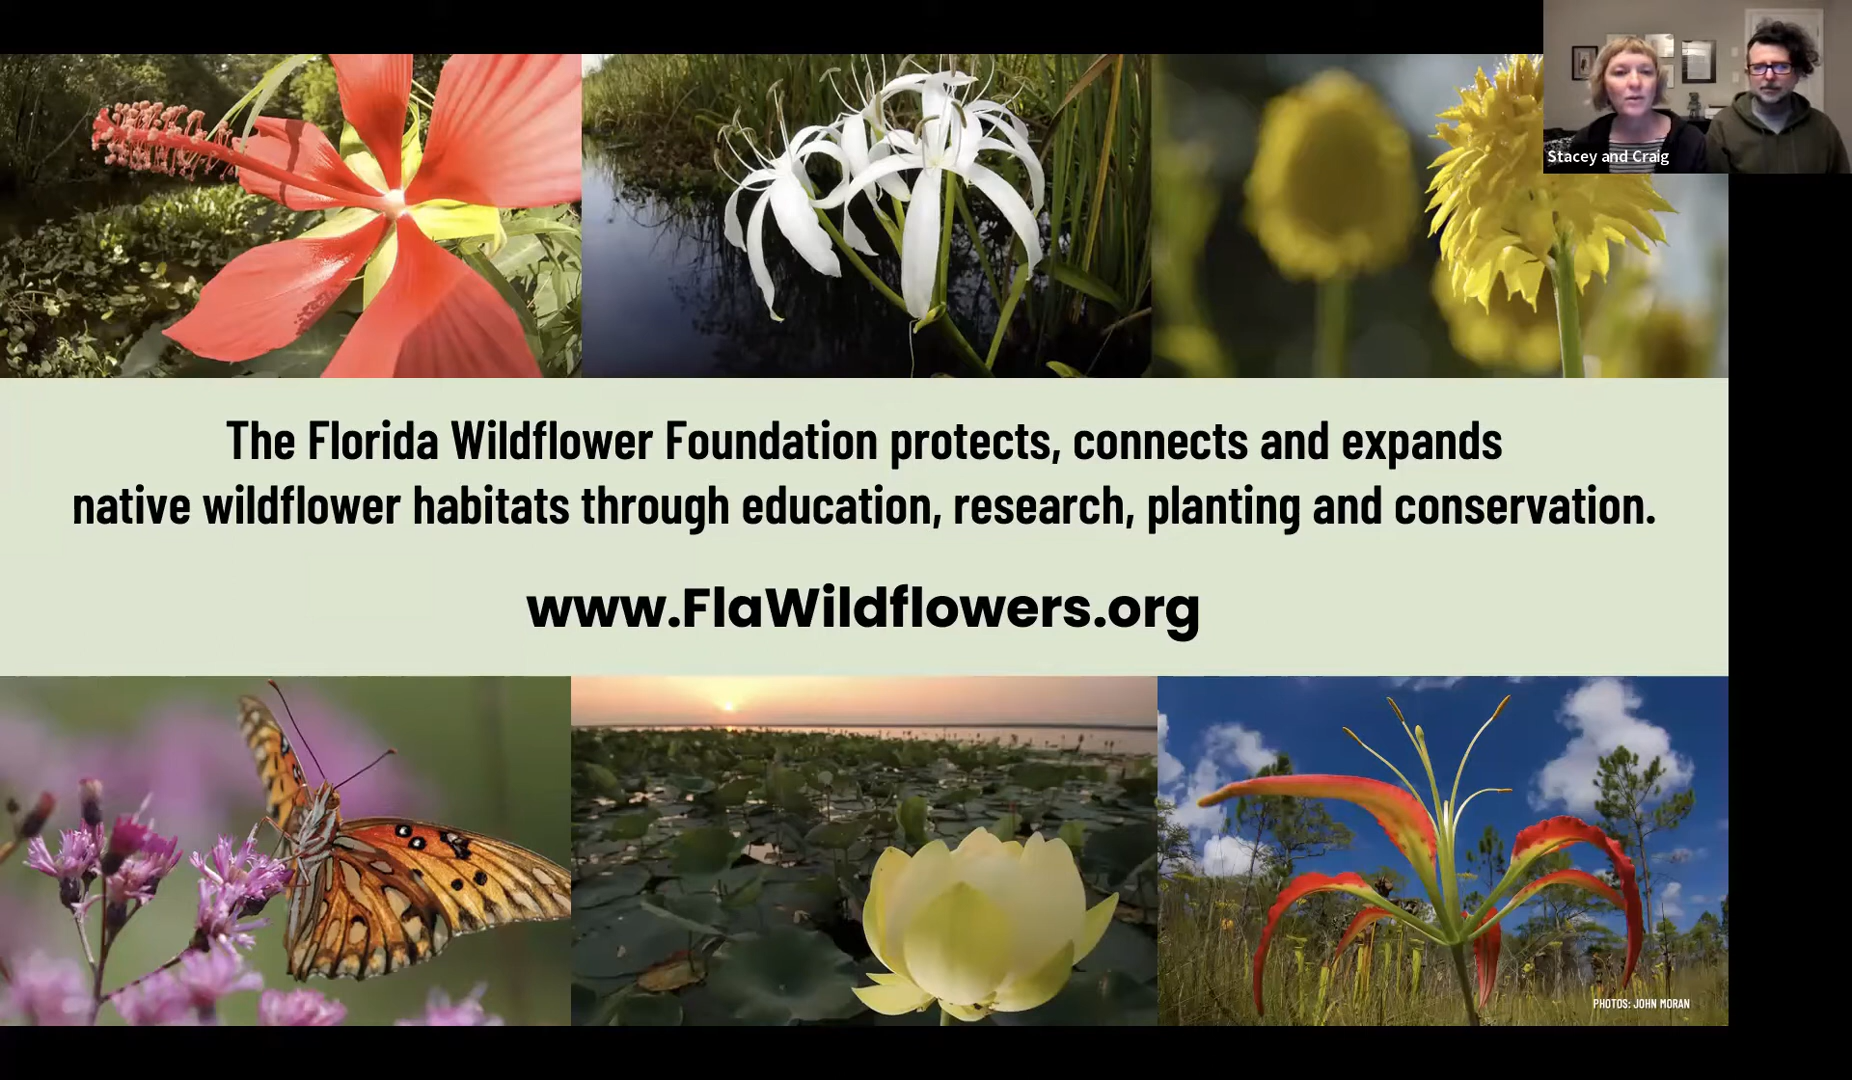 Stacey and Craig
The Florida Wildflower Foundation protects, connects and expands
native wildflower habitats through education, research, planting and conservation.
www.FlaWildflowers.org
PHOTOS: JOHN MORAN